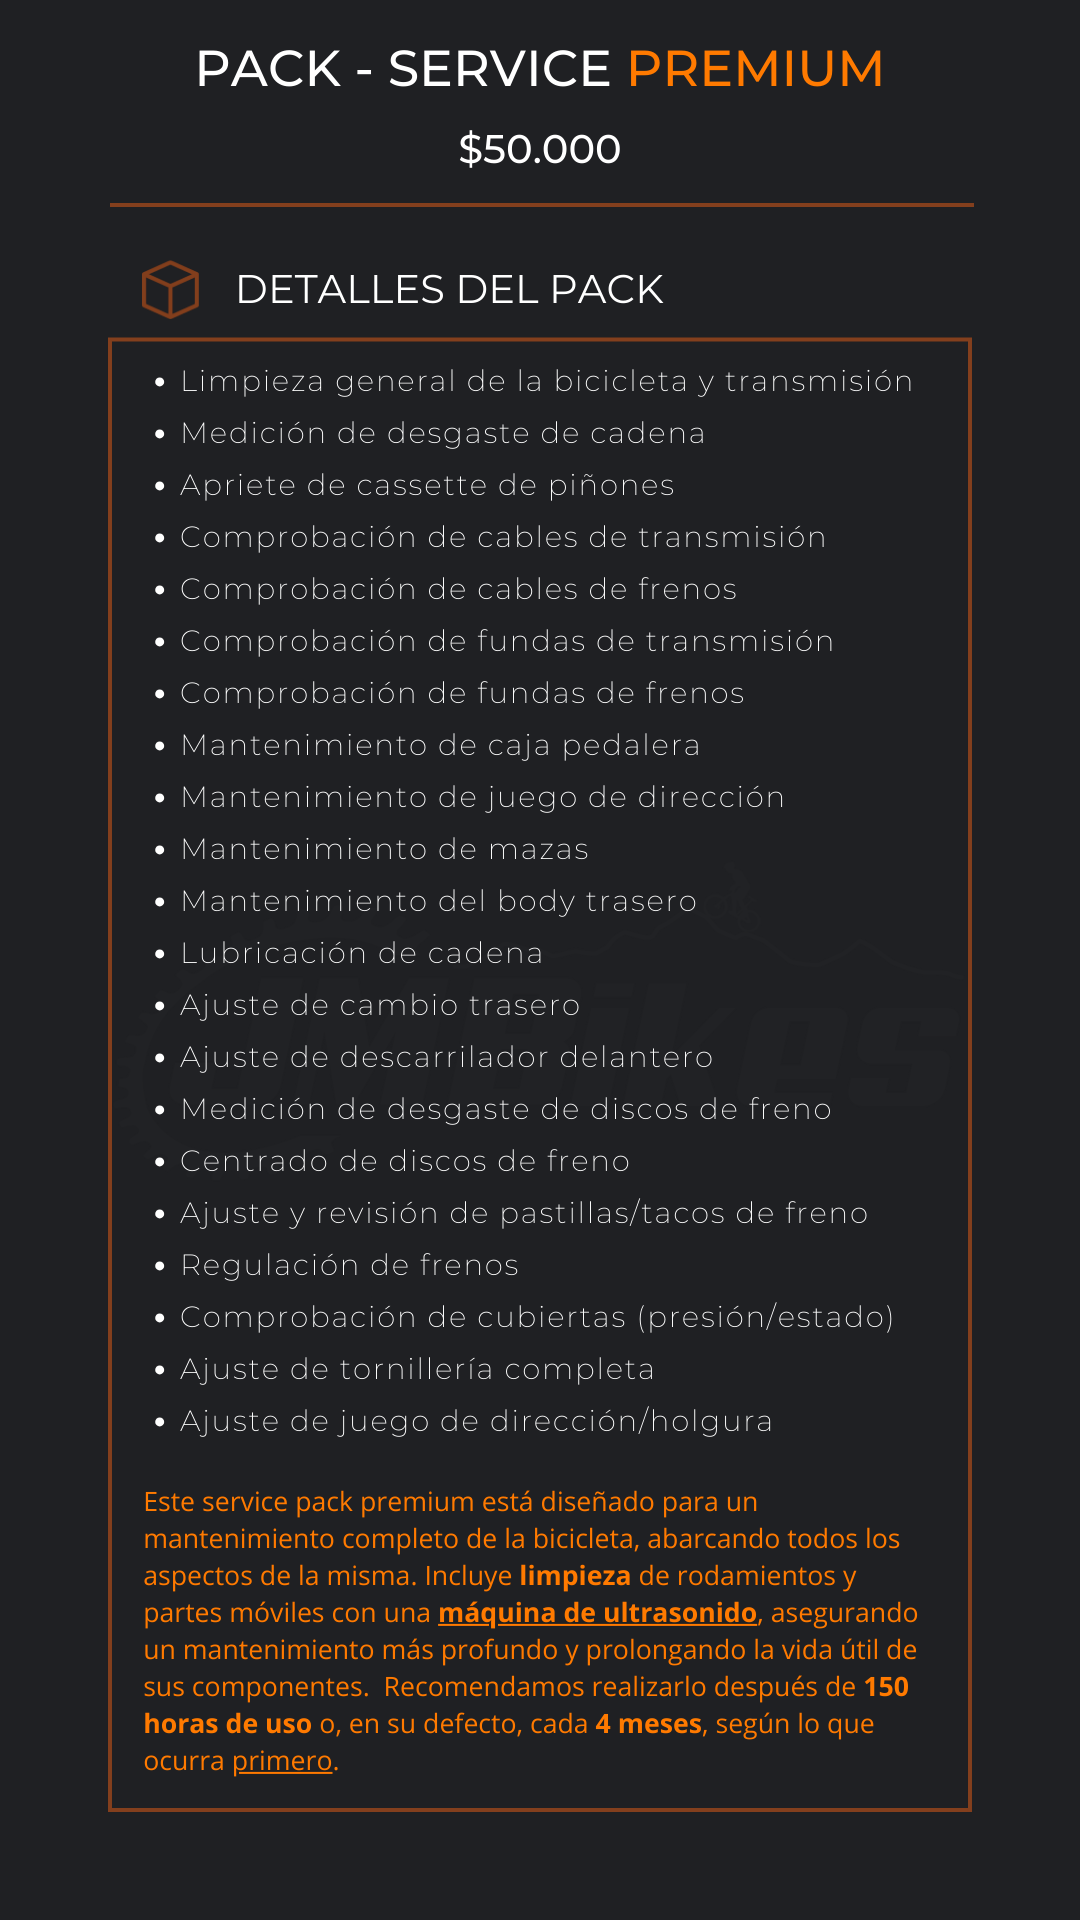 PACK - SERVICE PREMIUM
$50.000
DETALLES DEL PACK
• Limpieza general de la bicicleta y transmisión
• Medición de desgaste de cadena
• Apriete de cassette de piñones
• Comprobación de cables de transmisión
• Comprobación de cables de frenos
• Comprobación de fundas de transmisión
• Comprobación de fundas de frenos
• Mantenimiento de caja pedalera
• Mantenimiento de juego de dirección
• Mantenimiento de mazas
• Mantenimiento del body trasero
• Lubricación de cadena
• Ajuste de cambio trasero
• Ajuste de descarrilador delantero
• Medición de desgaste de discos de freno
• Centrado de discos de freno
• Ajuste y revisión de pastillas/tacos de freno
• Regulación de frenos
• Comprobación de cubiertas (presión/estado)
• Ajuste de tornillería completa
• Ajuste de juego de dirección/holgura
Este service pack premium está diseñado para un
mantenimiento completo de la bicicleta, abarcando todos los
aspectos de la misma. Incluye limpieza de rodamientos y
partes móviles con una máquina de ultrasonido, asegurando
un mantenimiento más profundo y prolongando la vida útil de
sus componentes.  Recomendamos realizarlo después de 150
horas de uso o, en su defecto, cada 4 meses, según lo que
ocurra primero.